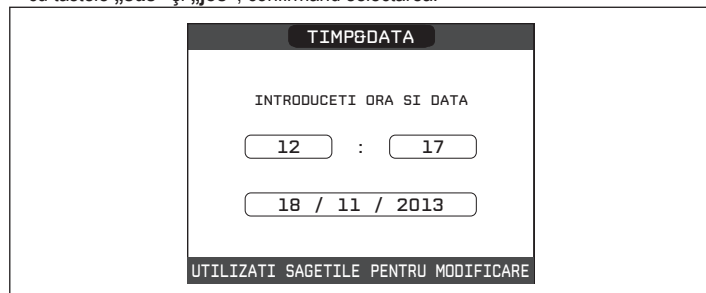 TIMP&DATA
INTRODUCETI ORA SI DATA
12 : 17
18 / 11 / 2013
UTILIZATI SAGETILE PENTRU MODIFICARE